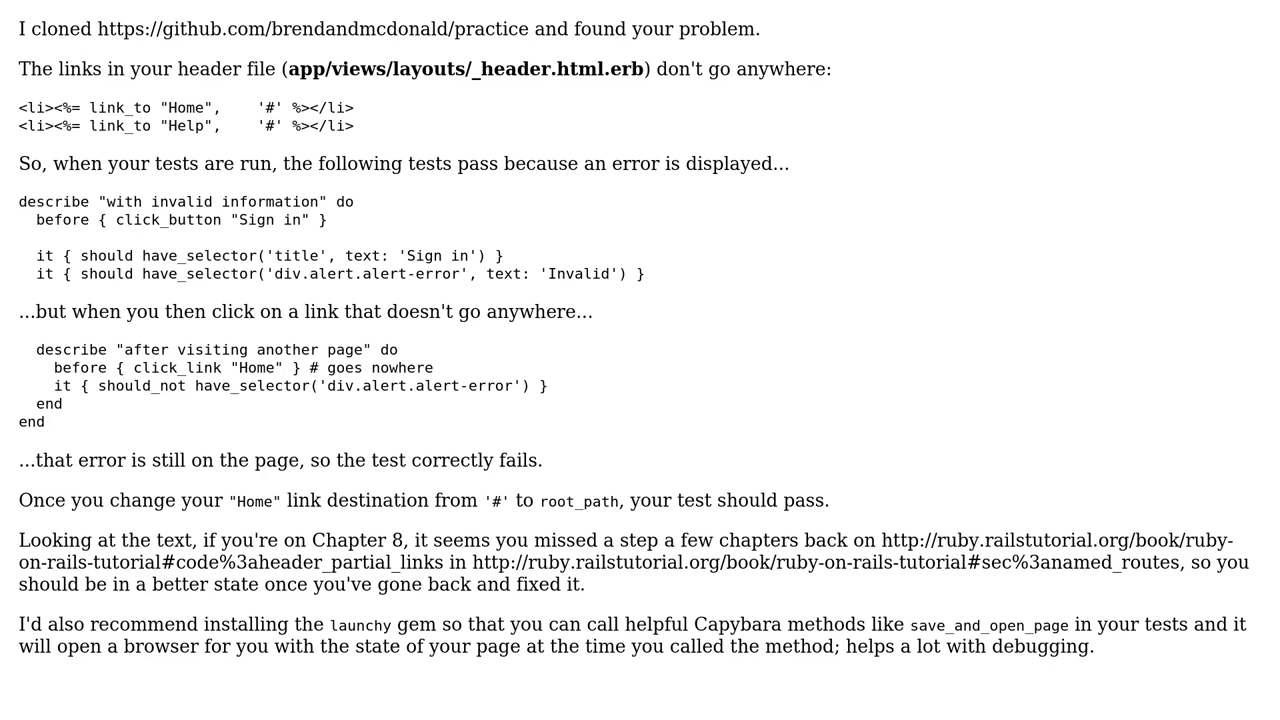 I cloned https://github.com/brendandmcdonald/practice and found your problem.
The links in your header file (app/views/layouts/_header.html.erb) don't go anywhere:
<li><%= link_to "Home",    '#' %></li>
<li><%= link_to "Help",    '#' %></li>
So, when your tests are run, the following tests pass because an error is displayed...
describe "with invalid information" do
  before { click_button "Sign in" }
  it { should have_selector('title', text: 'Sign in') }
  it { should have_selector('div.alert.alert-error', text: 'Invalid') }
...but when you then click on a link that doesn't go anywhere...
  describe "after visiting another page" do
    before { click_link "Home" } # goes nowhere
    it { should_not have_selector('div.alert.alert-error') }
  end
end
...that error is still on the page, so the test correctly fails.
Once you change your "Home" link destination from '#' to root_path, your test should pass.
Looking at the text, if you're on Chapter 8, it seems you missed a step a few chapters back on http://ruby.railstutorial.org/book/ruby-
on-rails-tutorial#code%3aheader_partial_links in http://ruby.railstutorial.org/book/ruby-on-rails-tutorial#sec%3anamed_routes, so you
should be in a better state once you've gone back and fixed it.
I'd also recommend installing the launchy gem so that you can call helpful Capybara methods like save_and_open_page in your tests and it
will open a browser for you with the state of your page at the time you called the method; helps a lot with debugging.